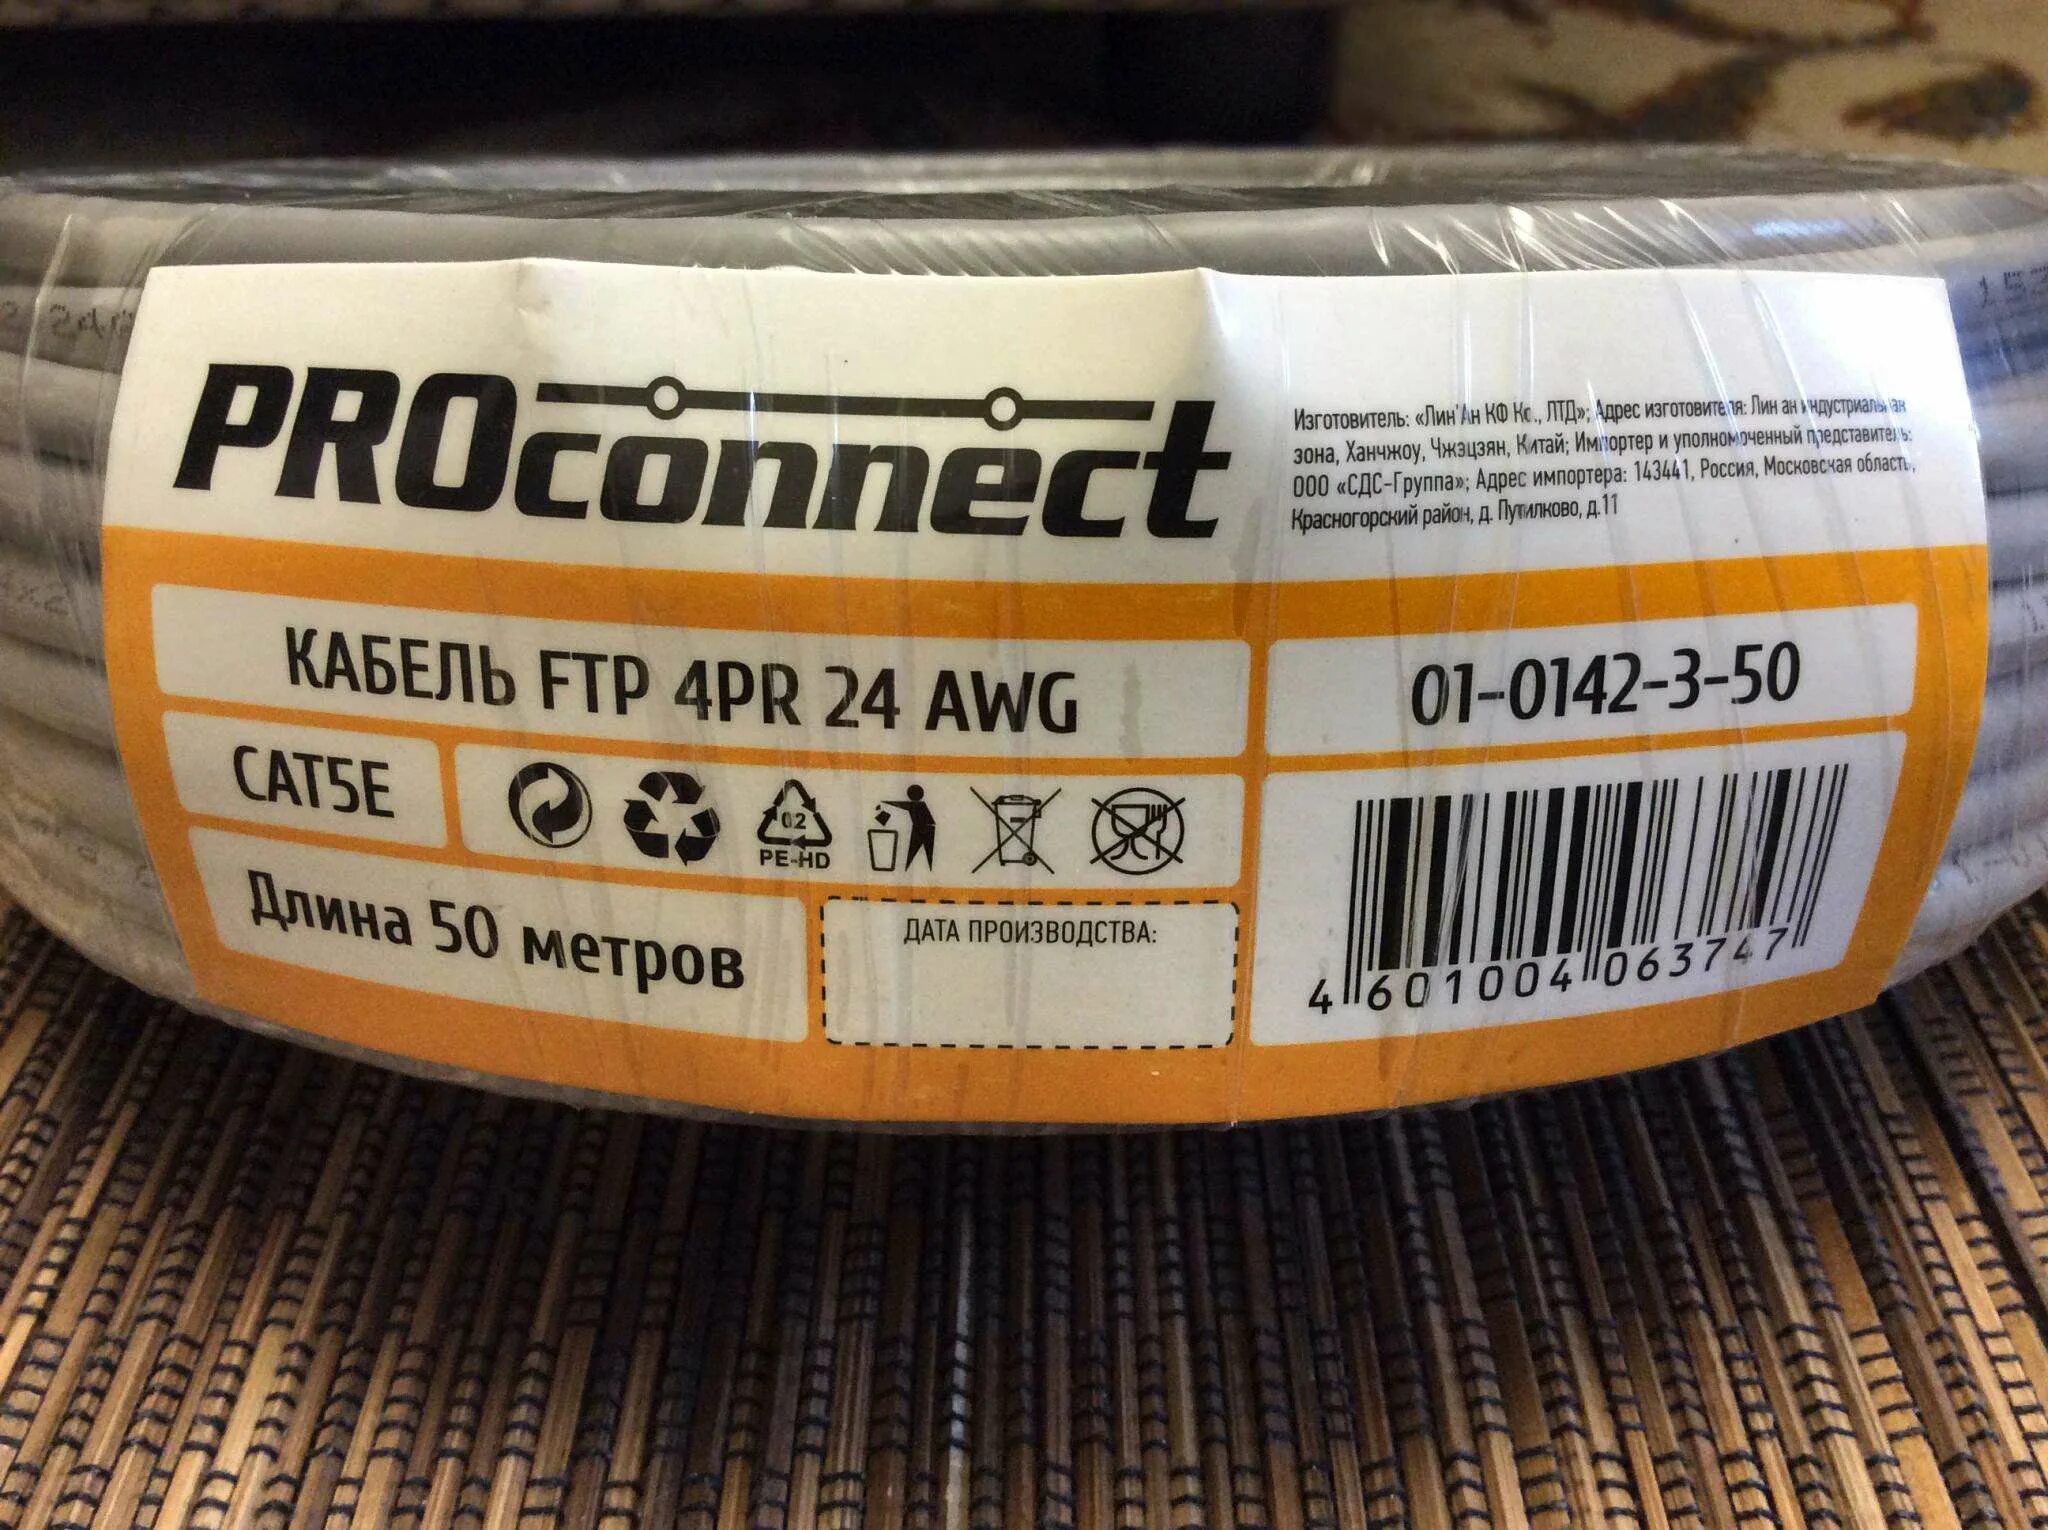 PROconnect
Изготовитель: «Лин'Ан КФ Ко., ЛТД»; Адрес изготовителя: Лин ан индустриальная
зона, Ханчжоу, Чжэцзян, Китай; Импортер и уполномоченный представитель:
ООО «СДС-Группа»; Адрес импортера: 143441, Россия, Московская область,
Красногорский район, д. Путилково, д.11
КАБЕЛЬ FTP 4PR 24 AWG
01-0142-3-50
CAT5E
02
PE-HD
Длина 50 метров
ДАТА ПРОИЗВОДСТВА:
4 601004 063747